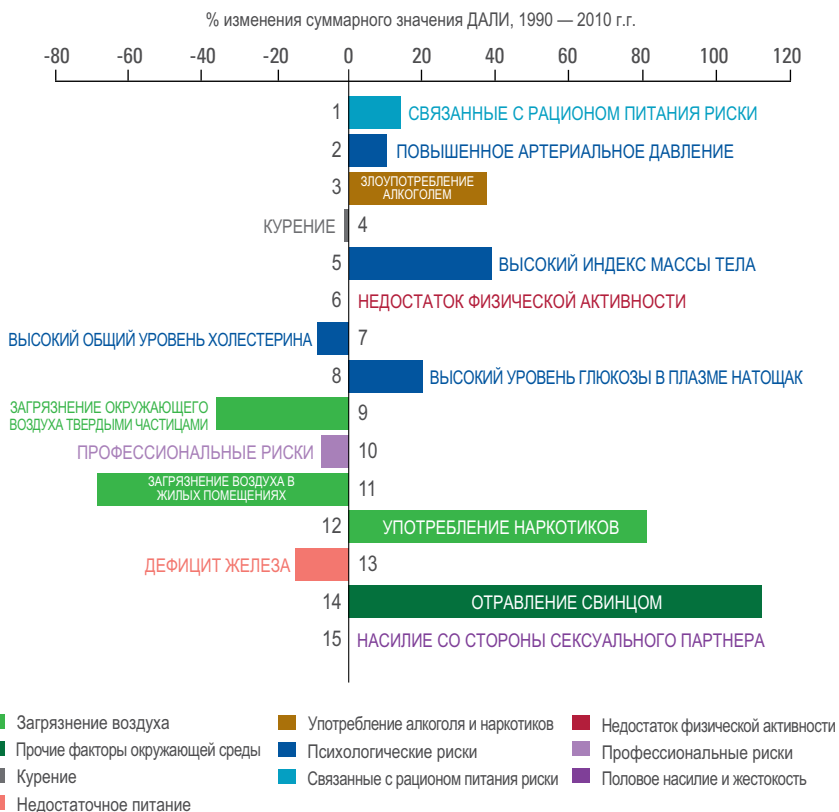 % изменения суммарного значения ДАЛИ, 1990 — 2010 г.г.
-80 -60 -40 -20 0 20 40 60 80 100 120
1 СВЯЗАННЫЕ С РАЦИОНОМ ПИТАНИЯ РИСКИ
2 ПОВЫШЕННОЕ АРТЕРИАЛЬНОЕ ДАВЛЕНИЕ
3 ЗЛОУПОТРЕБЛЕНИЕ
АЛКОГОЛЕМ
КУРЕНИЕ 4
5 ВЫСОКИЙ ИНДЕКС МАССЫ ТЕЛА
6 НЕДОСТАТОК ФИЗИЧЕСКОЙ АКТИВНОСТИ
ВЫСОКИЙ ОБЩИЙ УРОВЕНЬ ХОЛЕСТЕРИНА 7
8 ВЫСОКИЙ УРОВЕНЬ ГЛЮКОЗЫ В ПЛАЗМЕ НАТОЩАК
ЗАГРЯЗНЕНИЕ ОКРУЖАЮЩЕГО
ВОЗДУХА ТВЕРДЫМИ ЧАСТИЦАМИ 9
ПРОФЕССИОНАЛЬНЫЕ РИСКИ 10
ЗАГРЯЗНЕНИЕ ВОЗДУХА В
ЖИЛЫХ ПОМЕЩЕНИЯХ 11
12 УПОТРЕБЛЕНИЕ НАРКОТИКОВ
ДЕФИЦИТ ЖЕЛЕЗА 13
14 ОТРАВЛЕНИЕ СВИНЦОМ
15 НАСИЛИЕ СО СТОРОНЫ СЕКСУАЛЬНОГО ПАРТНЕРА
Загрязнение воздуха
Прочие факторы окружающей среды
Курение
Недостаточное питание
Употребление алкоголя и наркотиков
Психологические риски
Связанные с рационом питания риски
Недостаток физической активности
Профессиональные риски
Половое насилие и жестокость